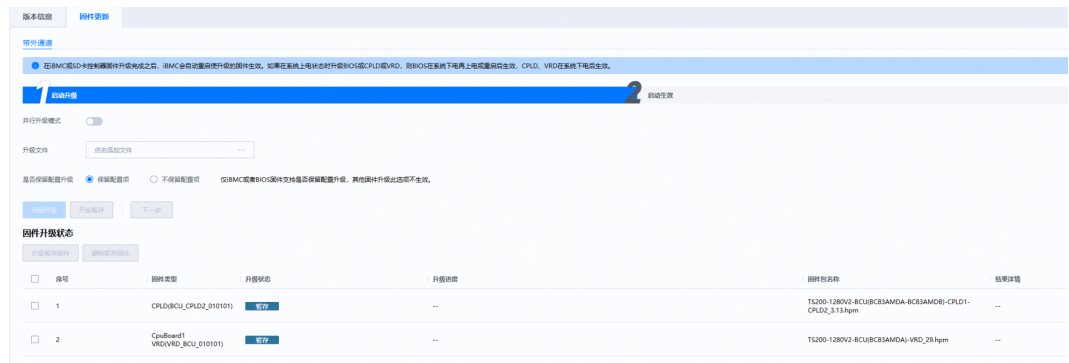 版本信息 固件更新
带外通道
在iBMC或SD卡控制器固件升级完成之后，iBMC会自动重启使升级的固件生效。如果在系统上电状态时升级BIOS或CPLD或VRD，则BIOS在系统下电再上电或重启后生效，CPLD、VRD在系统下电后生效。
1 启动升级 2 启动生效
并行升级模式
升级文件 点击添加文件 ...
是否保留配置升级 保留配置项 不保留配置项 仅iBMC或者BIOS固件支持是否保留配置升级，其他固件升级此选项不生效。
开始升级 开始暂存 下一步
固件升级状态
升级暂存固件 删除暂存固件
序号 固件类型 升级状态 升级进度 固件包名称 结果详情
1 CPLD(BCU_CPLD2_010101) 暂存 -- TS200-1280V2-BCU(BC83AMDA-BC83AMDB)-CPLD1-
CPLD2_3.13.hpm --
2 CpuBoard1
VRD(VRD_BCU_010101) 暂存 -- TS200-1280V2-BCU(BC83AMDA)-VRD_29.hpm --